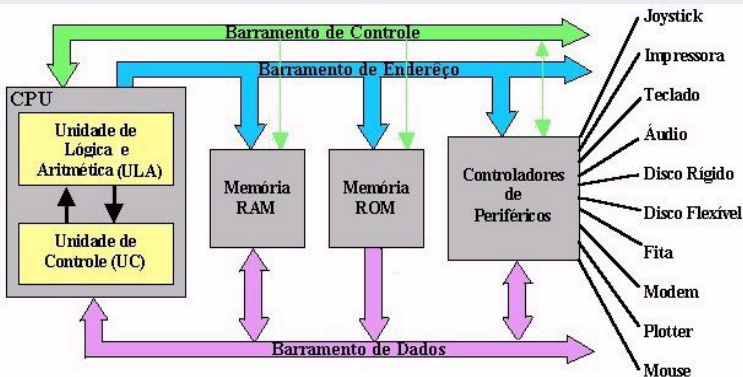 Barramento de Controle
Barramento de Enderêço
CPU
Unidade de
Lógica e
Aritmética (ULA)
Unidade de
Controle (UC)
Memória
RAM
Memória
ROM
Controladores
de
Periféricos
Barramento de Dados
Joystick
Impressora
Teclado
Áudio
Disco Rígido
Disco Flexível
Fita
Modem
Plotter
Mouse